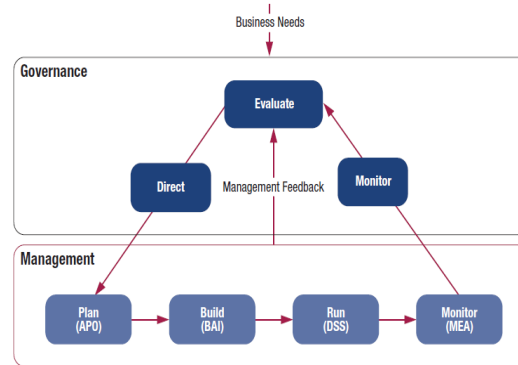 Business Needs
Governance
Evaluate
Direct
Management Feedback
Monitor
Management
Plan
(APO)
Build
(BAI)
Run
(DSS)
Monitor
(MEA)